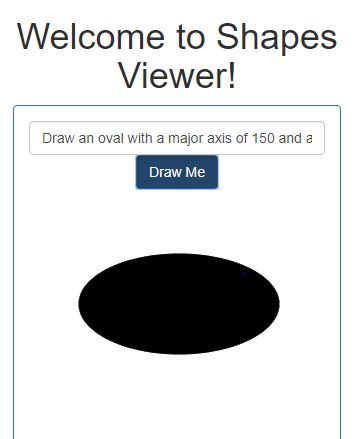 Welcome to Shapes
Viewer!
Draw an oval with a major axis of 150 and a
Draw Me